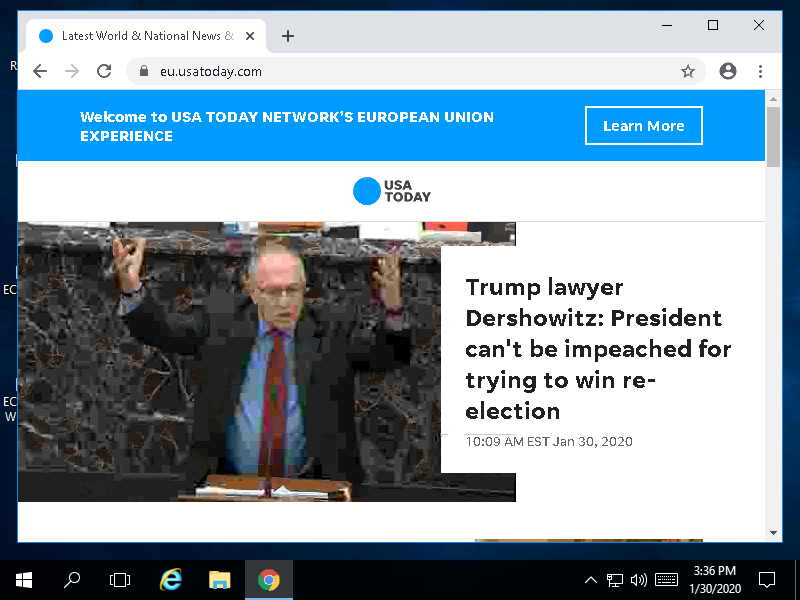 Latest World & National News &
eu.usatoday.com
Welcome to USA TODAY NETWORK'S EUROPEAN UNION
EXPERIENCE
Learn More
USA
TODAY
Trump lawyer
Dershowitz: President
can't be impeached for
trying to win re-
election
10:09 AM EST Jan 30, 2020
R
EC
EC
W
3:36 PM
1/30/2020